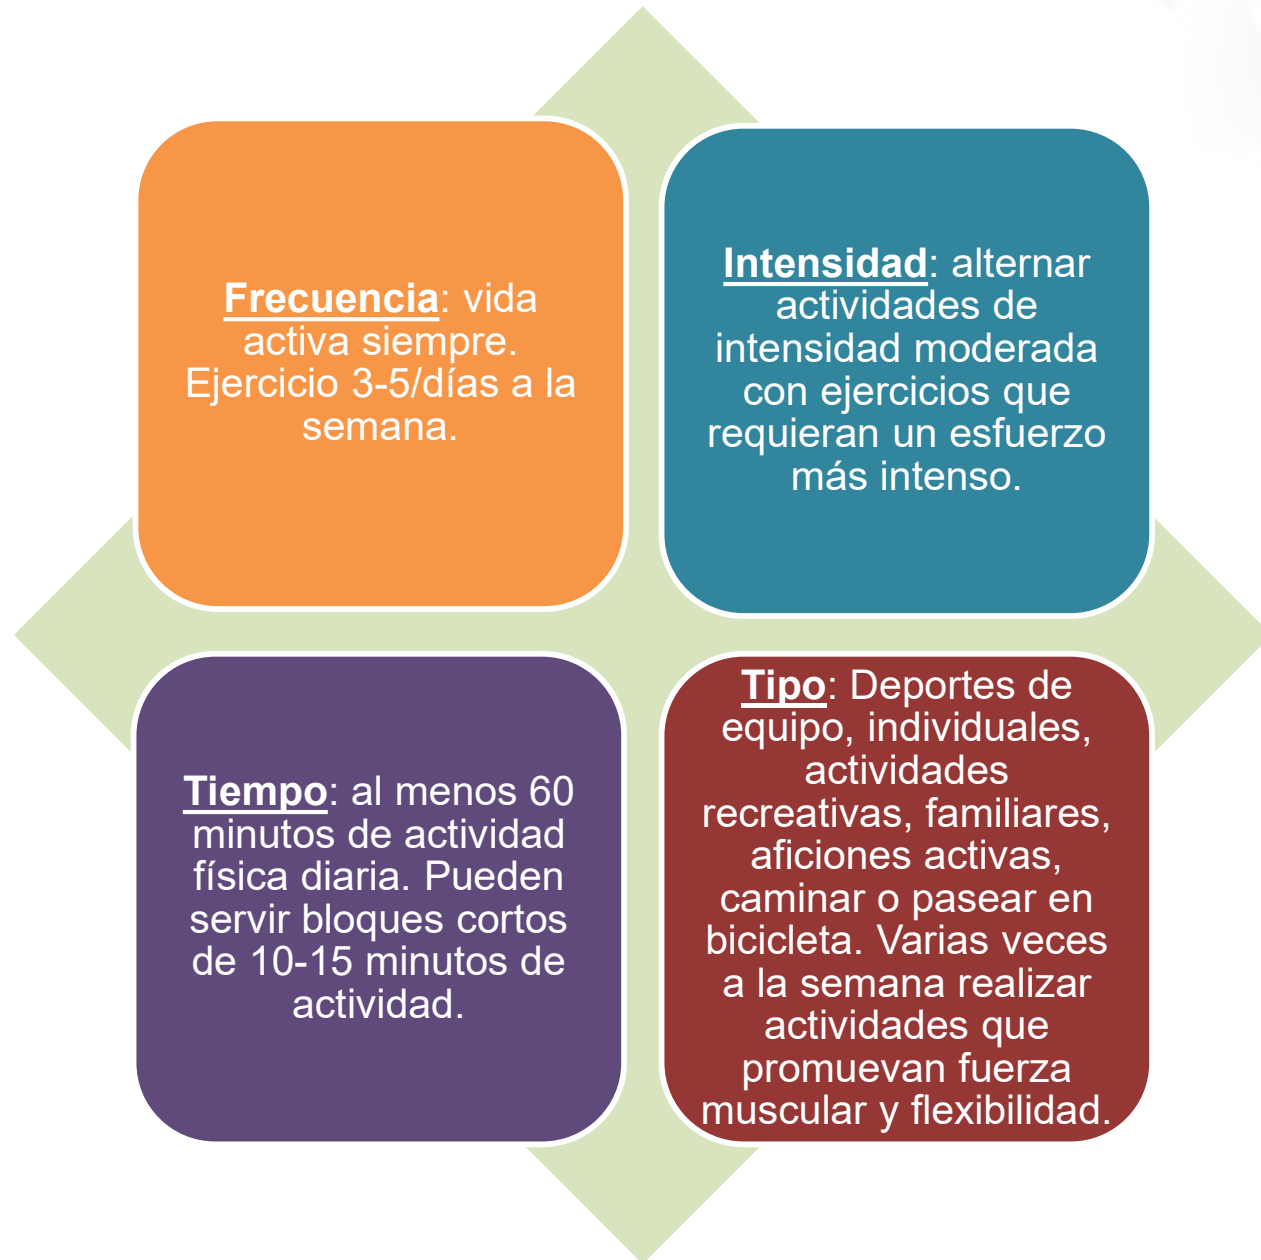 Frecuencia: vida
activa siempre.
Ejercicio 3-5/días a la
semana.
Intensidad: alternar
actividades de
intensidad moderada
con ejercicios que
requieran un esfuerzo
más intenso.
Tiempo: al menos 60
minutos de actividad
física diaria. Pueden
servir bloques cortos
de 10-15 minutos de
actividad.
Tipo: Deportes de
equipo, individuales,
actividades
recreativas, familiares,
aficiones activas,
caminar o pasear en
bicicleta. Varias veces
a la semana realizar
actividades que
promuevan fuerza
muscular y flexibilidad.